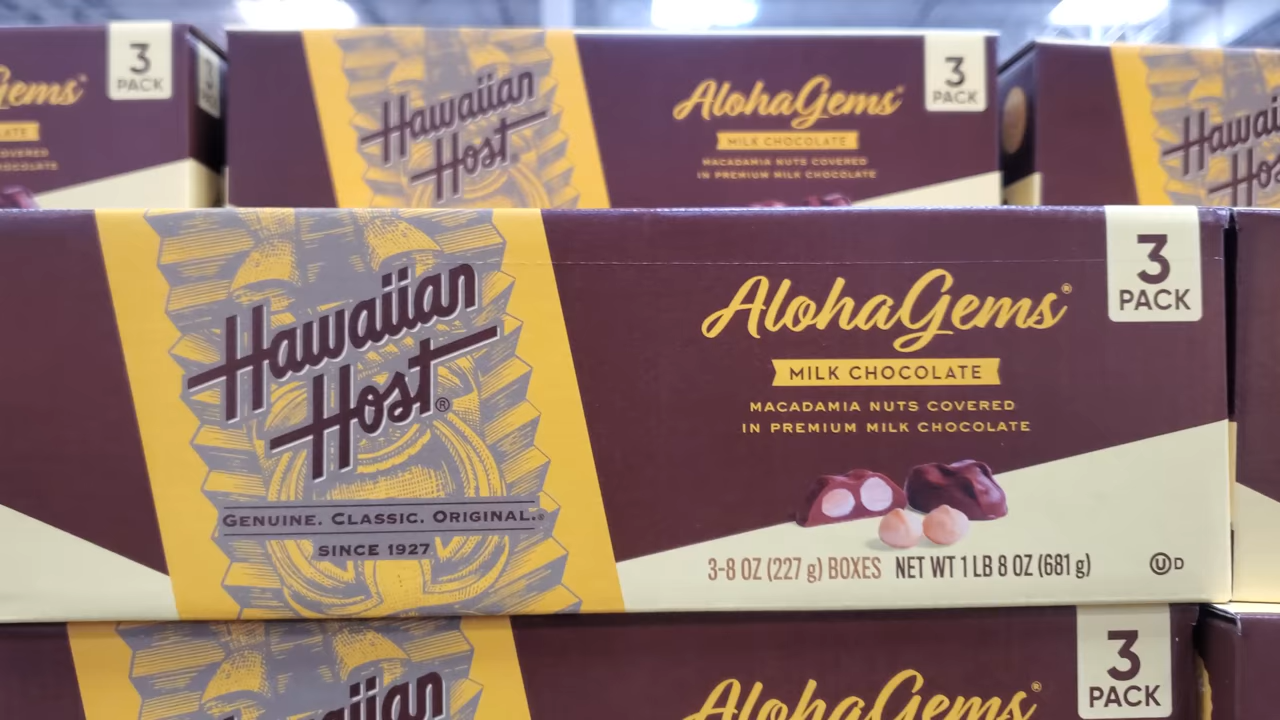 Gems®
3
PACK
3
Hawaiian
Host
AlohaGems®
MILK CHOCOLATE
MACADAMIA NUTS COVERED
IN PREMIUM MILK CHOCOLATE
3
PACK
Hawaiian
Host®
GENUINE. CLASSIC. ORIGINAL.®
SINCE 1927
AlohaGems®
MILK CHOCOLATE
MACADAMIA NUTS COVERED
IN PREMIUM MILK CHOCOLATE
3
PACK
3-8 OZ (227 g) BOXES NET WT 1 LB 8 OZ (681 g)
U D
AlohaGems®
3
PACK